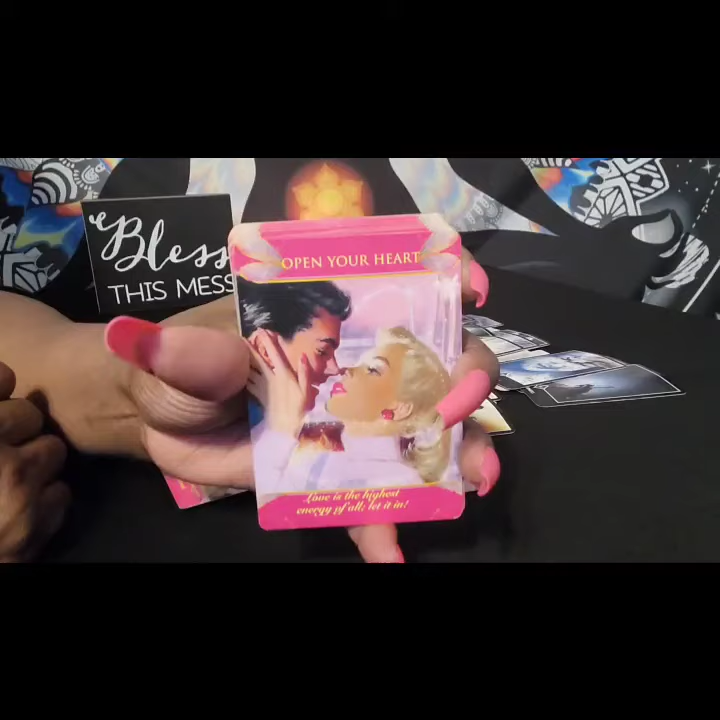 Bless
THIS MESS
OPEN YOUR HEART
Love is the highest
energy of all; let it in!